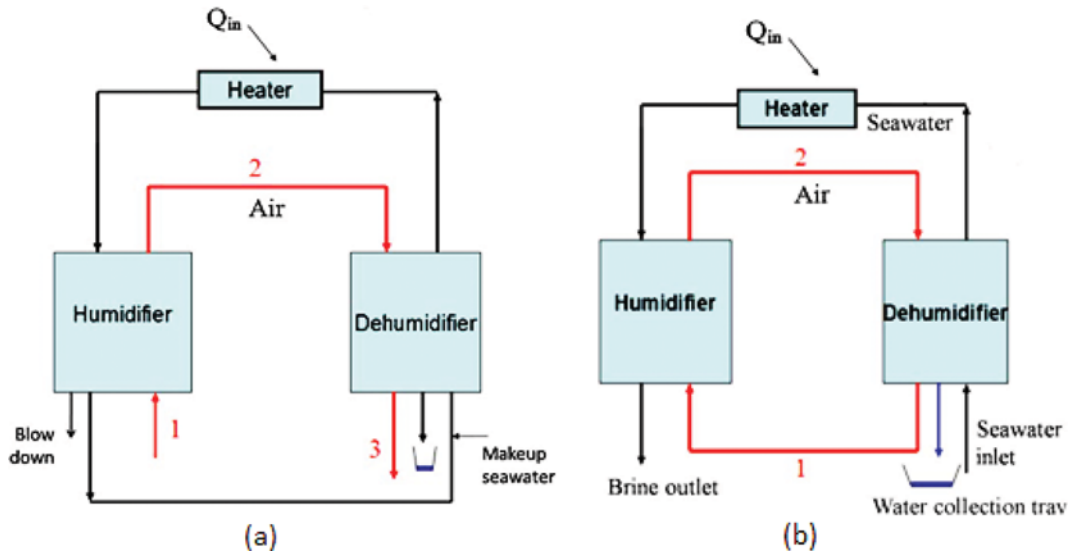 Qin
Heater
2
Air
Humidifier
Dehumidifier
Blow
down
1
3
Makeup
seawater
(a)
Qin
Heater
Seawater
2
Air
Humidifier
Dehumidifier
1
Brine outlet
Seawater
inlet
Water collection trav
(b)